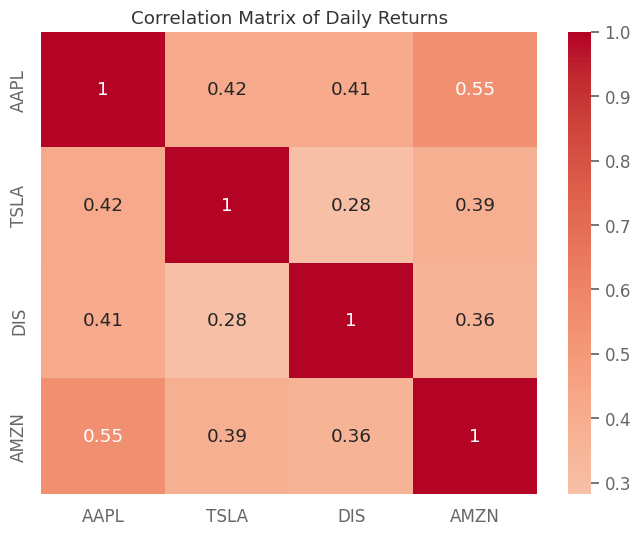 Correlation Matrix of Daily Returns
AAPL 1 0.42 0.41 0.55
TSLA 0.42 1 0.28 0.39
DIS 0.41 0.28 1 0.36
AMZN 0.55 0.39 0.36 1
AAPL TSLA DIS AMZN
1.0
0.9
0.8
0.7
0.6
0.5
0.4
0.3